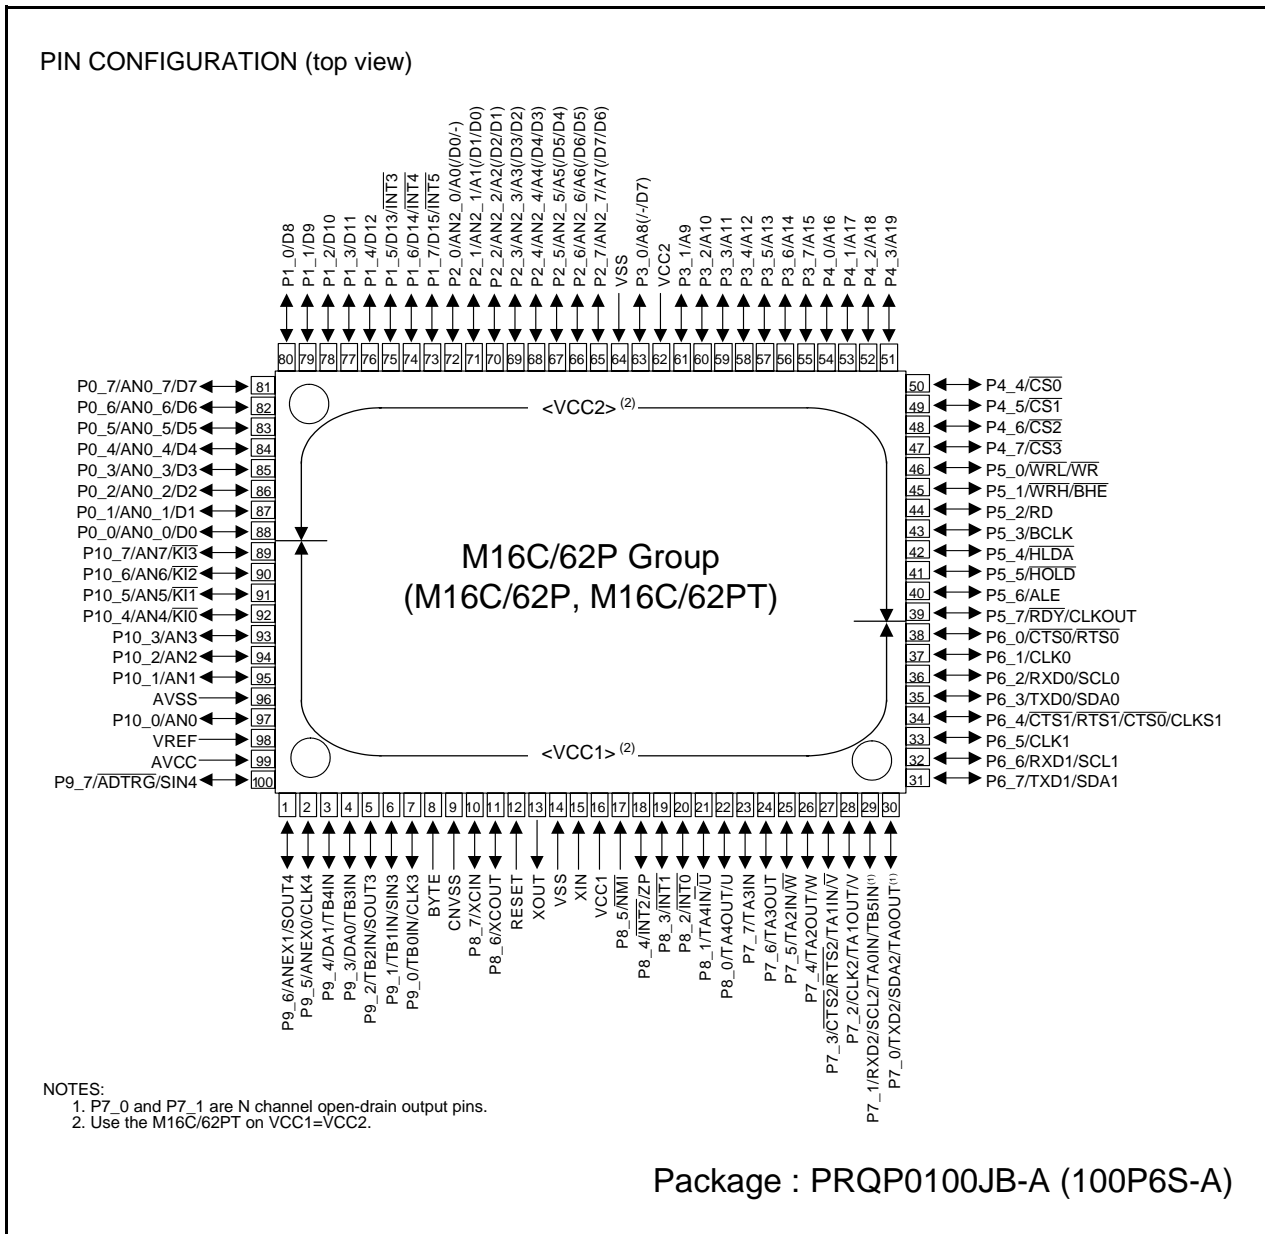 PIN CONFIGURATION (top view)
P1_0/D8
P1_1/D9
P1_2/D10
P1_3/D11
P1_4/D12
P1_5/D13/INT3
P1_6/D14/INT4
P1_7/D15/INT5
P2_0/AN2_0/A0(/D0/-)
P2_1/AN2_1/A1(/D1/D0)
P2_2/AN2_2/A2(/D2/D1)
P2_3/AN2_3/A3(/D3/D2)
P2_4/AN2_4/A4(/D4/D3)
P2_5/AN2_5/A5(/D5/D4)
P2_6/AN2_6/A6(/D6/D5)
P2_7/AN2_7/A7(/D7/D6)
VSS
P3_0/A8(/-/D7)
VCC2
P3_1/A9
P3_2/A10
P3_3/A11
P3_4/A12
P3_5/A13
P3_6/A14
P3_7/A15
P4_0/A16
P4_1/A17
P4_2/A18
P4_3/A19
80 79 78 77 76 75 74 73 72 71 70 69 68 67 66 65 64 63 62 61 60 59 58 57 56 55 54 53 52 51
P0_7/AN0_7/D7 81
P0_6/AN0_6/D6 82
P0_5/AN0_5/D5 83
P0_4/AN0_4/D4 84
P0_3/AN0_3/D3 85
P0_2/AN0_2/D2 86
P0_1/AN0_1/D1 87
P0_0/AN0_0/D0 88
P10_7/AN7/KI3 89
P10_6/AN6/KI2 90
P10_5/AN5/KI1 91
P10_4/AN4/KI0 92
P10_3/AN3 93
P10_2/AN2 94
P10_1/AN1 95
AVSS 96
P10_0/AN0 97
VREF 98
AVCC 99
P9_7/ADTRG/SIN4 100
<VCC2> (2)
M16C/62P Group
(M16C/62P, M16C/62PT)
<VCC1> (2)
50 P4_4/CS0
49 P4_5/CS1
48 P4_6/CS2
47 P4_7/CS3
46 P5_0/WRL/WR
45 P5_1/WRH/BHE
44 P5_2/RD
43 P5_3/BCLK
42 P5_4/HLDA
41 P5_5/HOLD
40 P5_6/ALE
39 P5_7/RDY/CLKOUT
38 P6_0/CTS0/RTS0
37 P6_1/CLK0
36 P6_2/RXD0/SCL0
35 P6_3/TXD0/SDA0
34 P6_4/CTS1/RTS1/CTS0/CLKS1
33 P6_5/CLK1
32 P6_6/RXD1/SCL1
31 P6_7/TXD1/SDA1
1 2 3 4 5 6 7 8 9 10 11 12 13 14 15 16 17 18 19 20 21 22 23 24 25 26 27 28 29 30
P9_6/ANEX1/SOUT4
P9_5/ANEX0/CLK4
P9_4/DA1/TB4IN
P9_3/DA0/TB3IN
P9_2/TB2IN/SOUT3
P9_1/TB1IN/SIN3
P9_0/TB0IN/CLK3
BYTE
CNVSS
P8_7/XCIN
P8_6/XCOUT
RESET
XOUT
VSS
XIN
VCC1
P8_5/NMI
P8_4/INT2/ZP
P8_3/INT1
P8_2/INT0
P8_1/TA4IN/U
P8_0/TA4OUT/U
P7_7/TA3IN
P7_6/TA3OUT
P7_5/TA2IN/W
P7_4/TA2OUT/W
P7_3/CTS2/RTS2/TA1IN/V
P7_2/CLK2/TA1OUT/V
P7_1/RXD2/SCL2/TA0IN/TB5IN(1)
P7_0/TXD2/SDA2/TA0OUT(1)
NOTES:
1. P7_0 and P7_1 are N channel open-drain output pins.
2. Use the M16C/62PT on VCC1=VCC2.
Package : PRQP0100JB-A (100P6S-A)